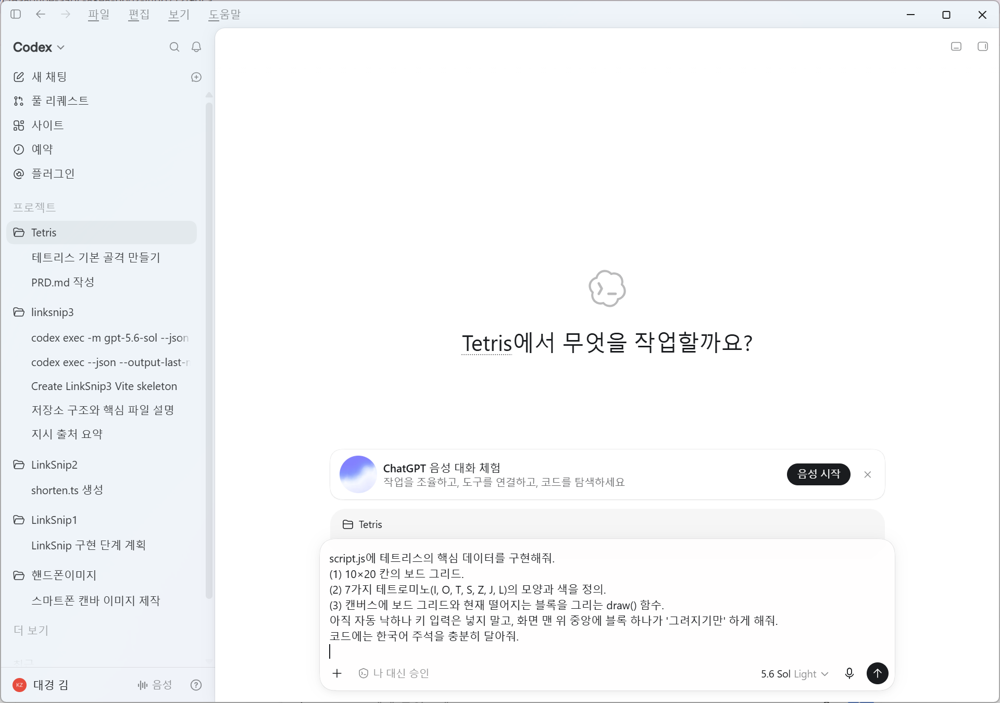 파일 편집 보기 도움말
Codex
새 채팅
풀 리퀘스트
사이트
예약
플러그인
프로젝트
Tetris
테트리스 기본 골격 만들기
PRD.md 작성
linksnip3
codex exec -m gpt-5.6-sol --json
codex exec --json --output-last-
Create LinkSnip3 Vite skeleton
저장소 구조와 핵심 파일 설명
지시 출처 요약
LinkSnip2
shorten.ts 생성
LinkSnip1
LinkSnip 구현 단계 계획
핸드폰이미지
스마트폰 캔바 이미지 제작
더 보기
KZ 대경 김 음성
Tetris에서 무엇을 작업할까요?
ChatGPT 음성 대화 체험
작업을 조율하고, 도구를 연결하고, 코드를 탐색하세요
음성 시작
Tetris
script.js에 테트리스의 핵심 데이터를 구현해줘.
(1) 10×20 칸의 보드 그리드.
(2) 7가지 테트로미노(I, O, T, S, Z, J, L)의 모양과 색을 정의.
(3) 캔버스에 보드 그리드와 현재 떨어지는 블록을 그리는 draw() 함수.
아직 자동 낙하나 키 입력은 넣지 말고, 화면 맨 위 중앙에 블록 하나가 '그려지기만' 하게 해줘.
코드에는 한국어 주석을 충분히 달아줘.
나 대신 승인
5.6 Sol Light